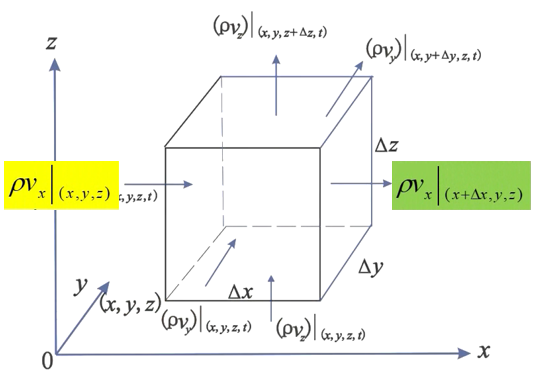 (ρv_z)|(x, y, z+Δz, t)
(ρv_y)|(x, y+Δy, z, t)
z
Δz
ρv_x|(x, y, z)
x, y, z, t)
ρv_x|(x+Δx, y, z)
y
(x, y, z)
Δx
Δy
(ρv_y)|(x, y, z, t)
(ρv_z)|(x, y, z, t)
0
x